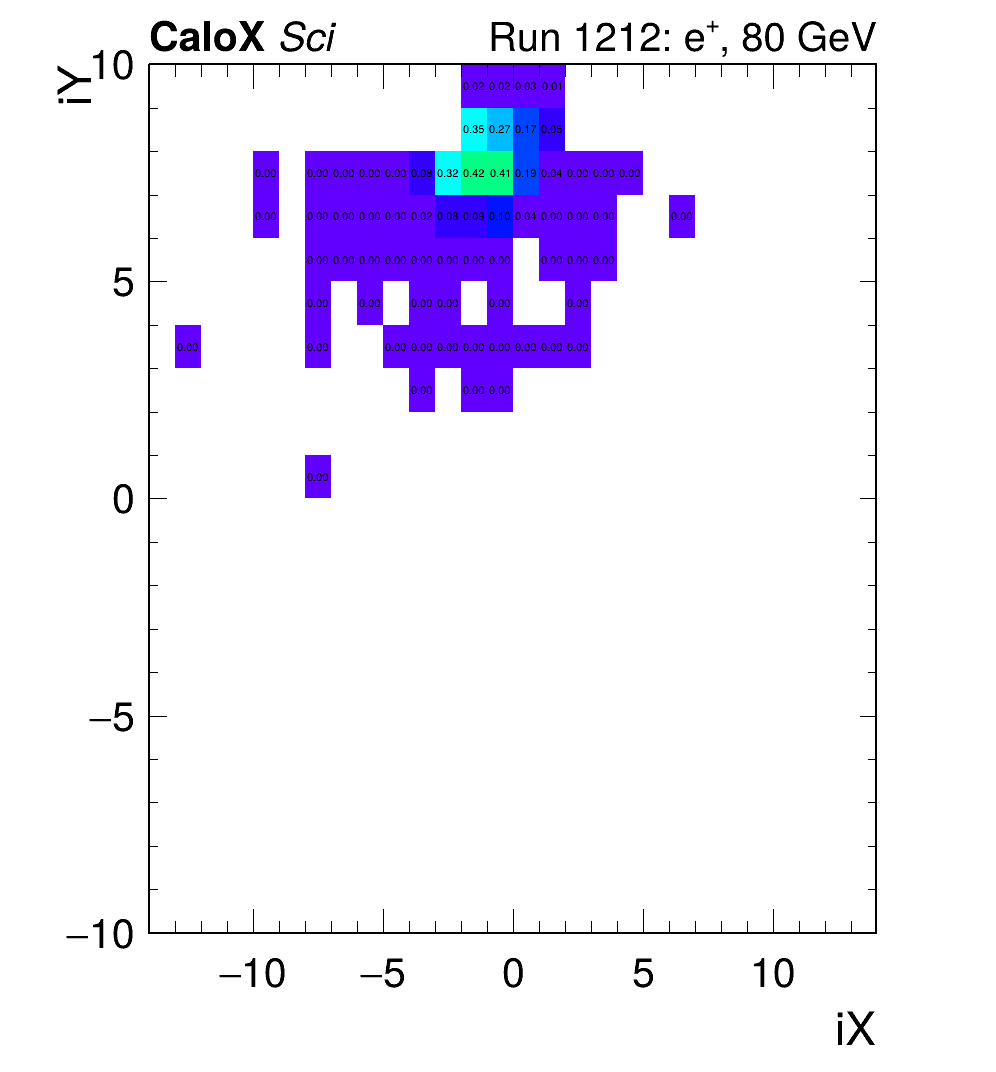 CaloX Sci Run 1212: e+, 80 GeV
iY
10
0.02 0.02 0.03 0.01
0.35 0.27 0.17 0.05
0.00 0.00 0.00 0.00 0.00 0.08 0.32 0.42 0.41 0.19 0.04 0.00 0.00 0.00
0.00 0.00 0.00 0.00 0.00 0.02 0.08 0.09 0.10 0.04 0.00 0.00 0.00 0.00
5
0.00 0.00 0.00 0.00 0.00 0.00 0.00 0.00 0.00 0.00 0.00
0.00 0.00 0.00 0.00 0.00 0.00
0.00 0.00 0.00 0.00 0.00 0.00 0.00 0.00 0.00 0.00
0.00 0.00 0.00
0.00
0
−5
−10
−10 −5 0 5 10
iX